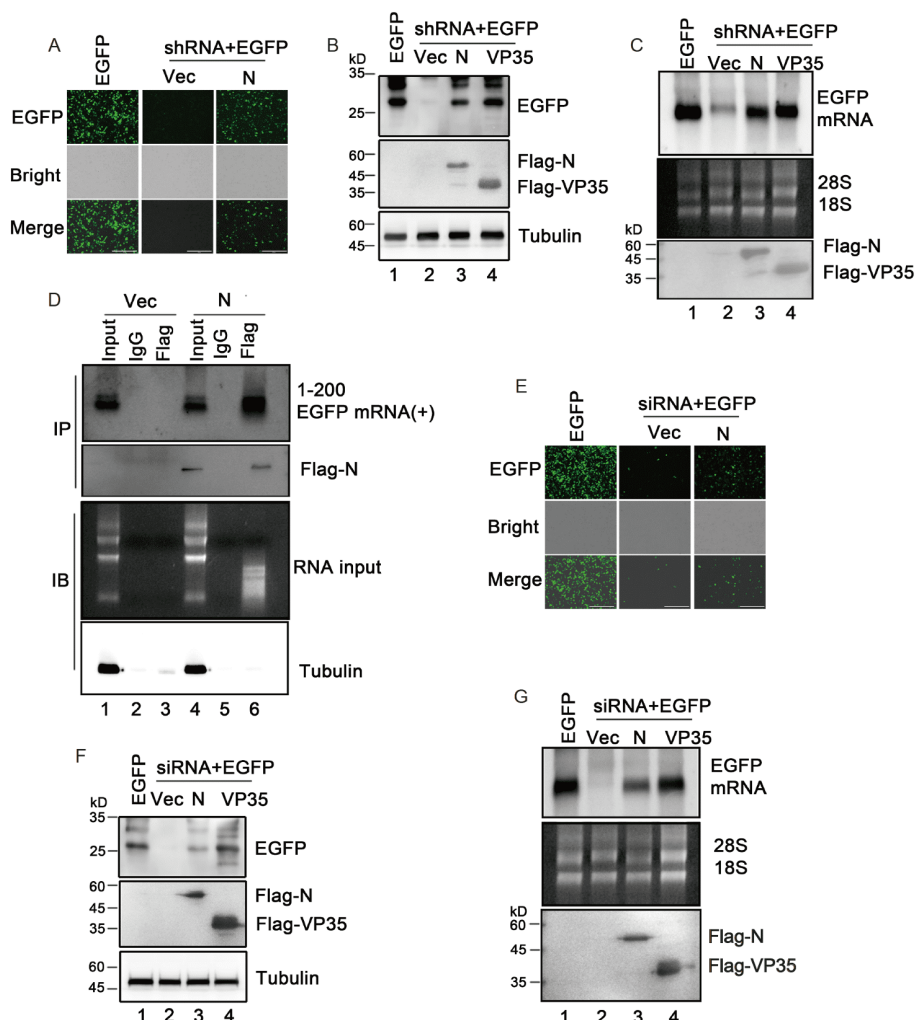 A
EGFP
shRNA+EGFP
Vec N
EGFP
Bright
Merge
B
kD
EGFP
shRNA+EGFP
Vec N VP35
35
25
EGFP
60
45
35
Flag-N
Flag-VP35
60
45
Tubulin
1 2 3 4
C
EGFP
shRNA+EGFP
Vec N VP35
EGFP
mRNA
28S
18S
kD
60
45
35
Flag-N
Flag-VP35
1 2 3 4
D
Vec N
Input IgG Flag Input IgG Flag
IP
1-200
EGFP mRNA(+)
Flag-N
IB
RNA input
Tubulin
1 2 3 4 5 6
E
EGFP
siRNA+EGFP
Vec N
EGFP
Bright
Merge
F
kD
EGFP
siRNA+EGFP
Vec N VP35
35
25
EGFP
60
45
35
Flag-N
Flag-VP35
60
45
Tubulin
1 2 3 4
G
EGFP
siRNA+EGFP
Vec N VP35
EGFP
mRNA
28S
18S
kD
60
45
35
Flag-N
Flag-VP35
1 2 3 4